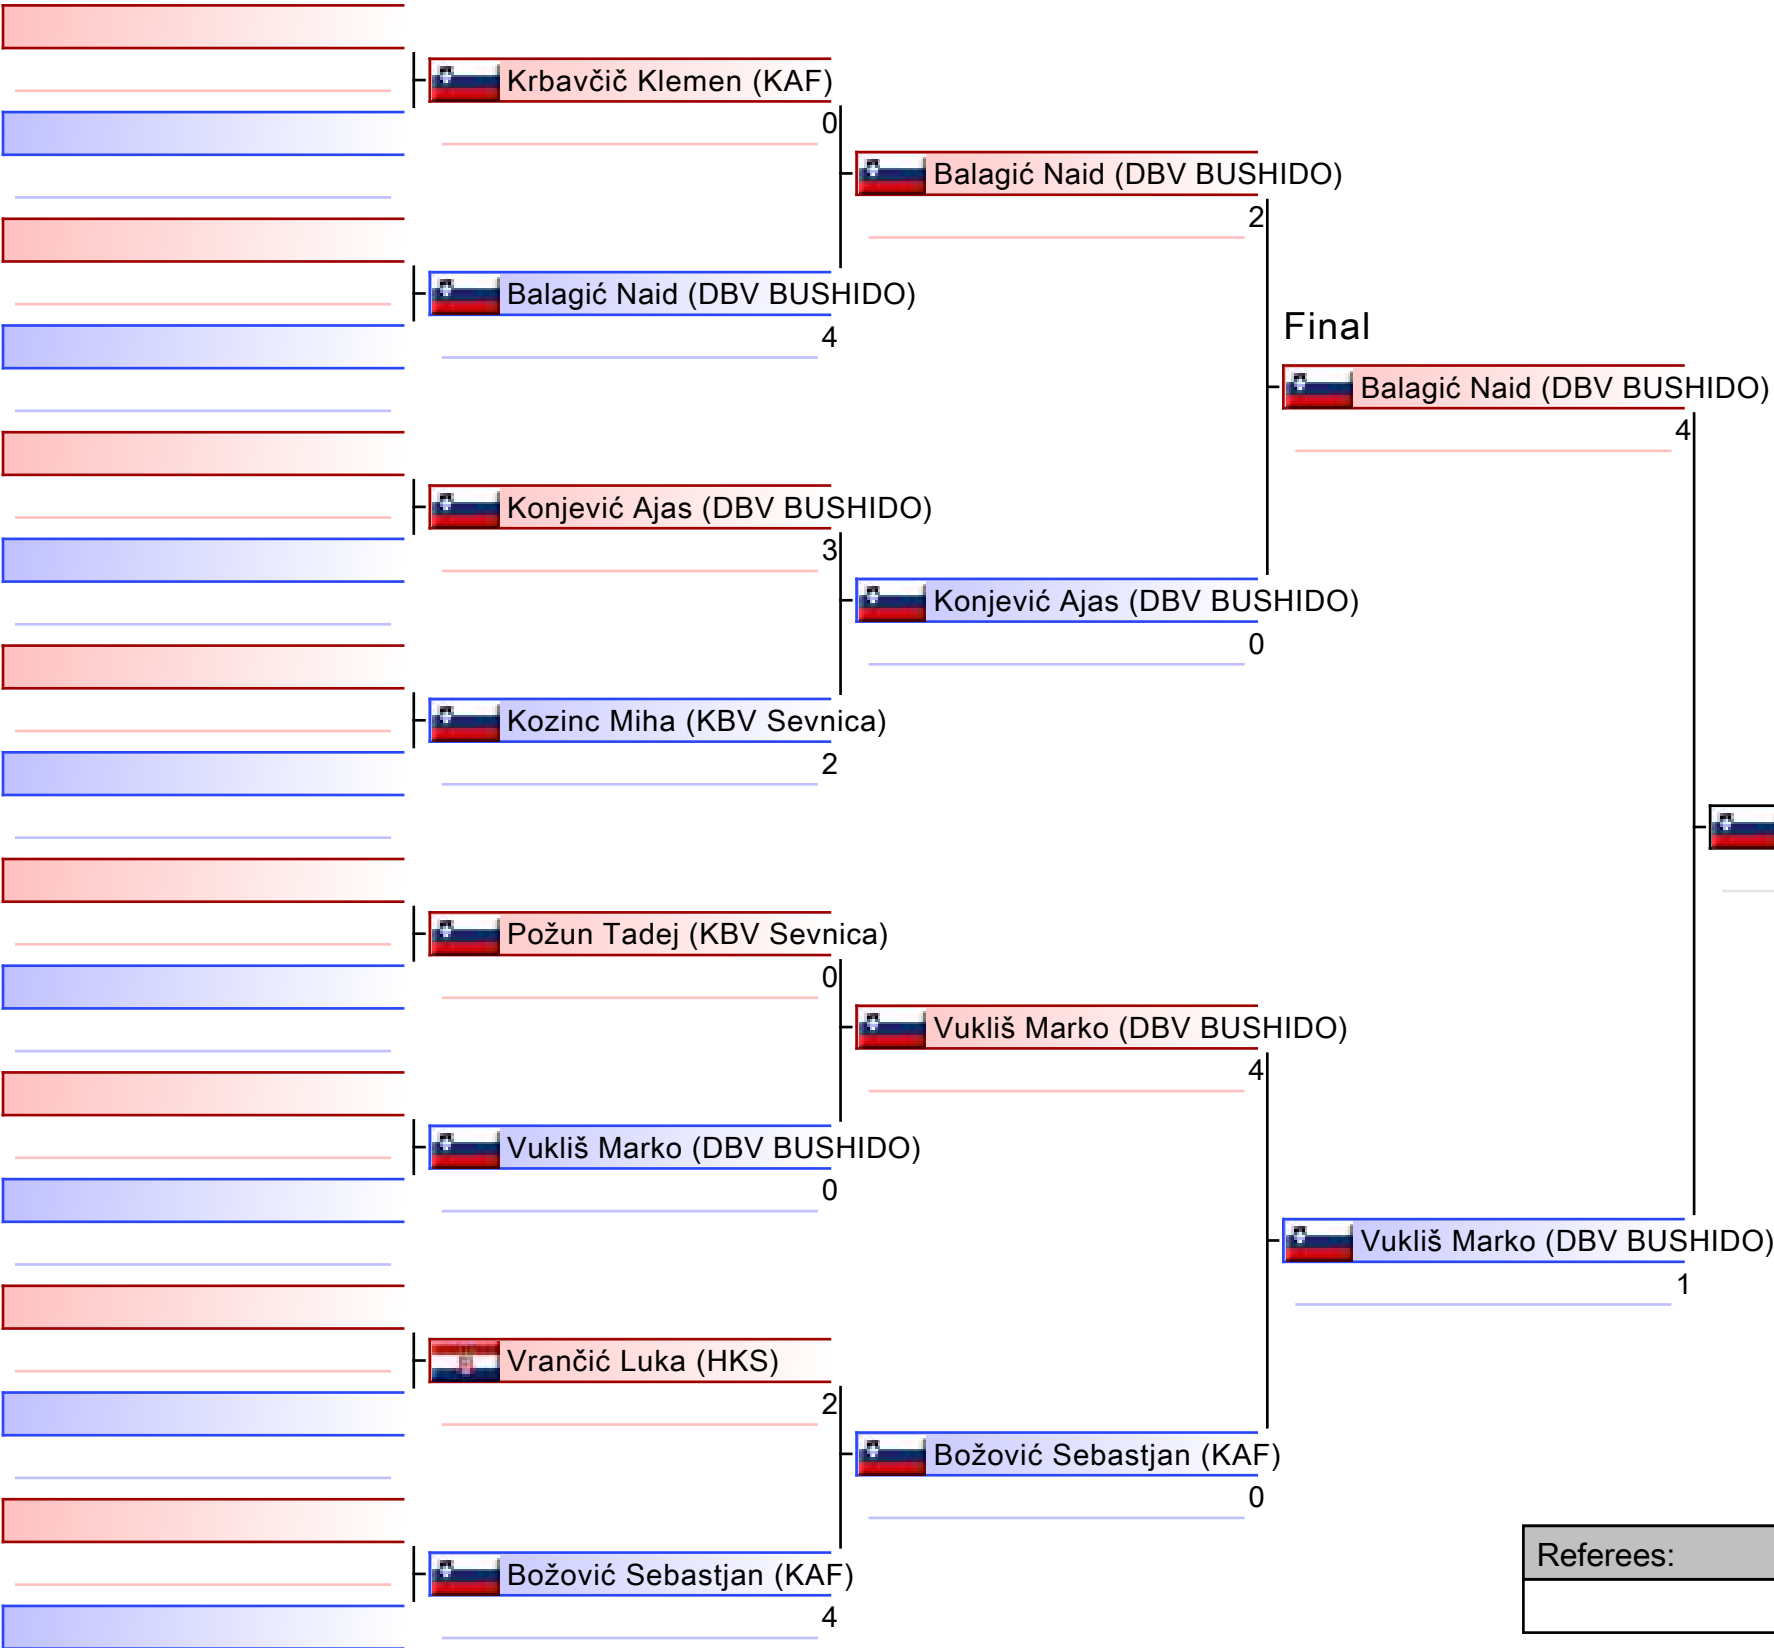 Krbavčič Klemen (KAF)
0
Balagić Naid (DBV BUSHIDO)
2
Balagić Naid (DBV BUSHIDO)
4
Final
Balagić Naid (DBV BUSHIDO)
4
Konjević Ajas (DBV BUSHIDO)
3
Konjević Ajas (DBV BUSHIDO)
0
Kozinc Miha (KBV Sevnica)
2
Požun Tadej (KBV Sevnica)
0
Vukliš Marko (DBV BUSHIDO)
4
Vukliš Marko (DBV BUSHIDO)
0
Vukliš Marko (DBV BUSHIDO)
1
Vrančić Luka (HKS)
2
Božović Sebastjan (KAF)
0
Božović Sebastjan (KAF)
4
Referees: